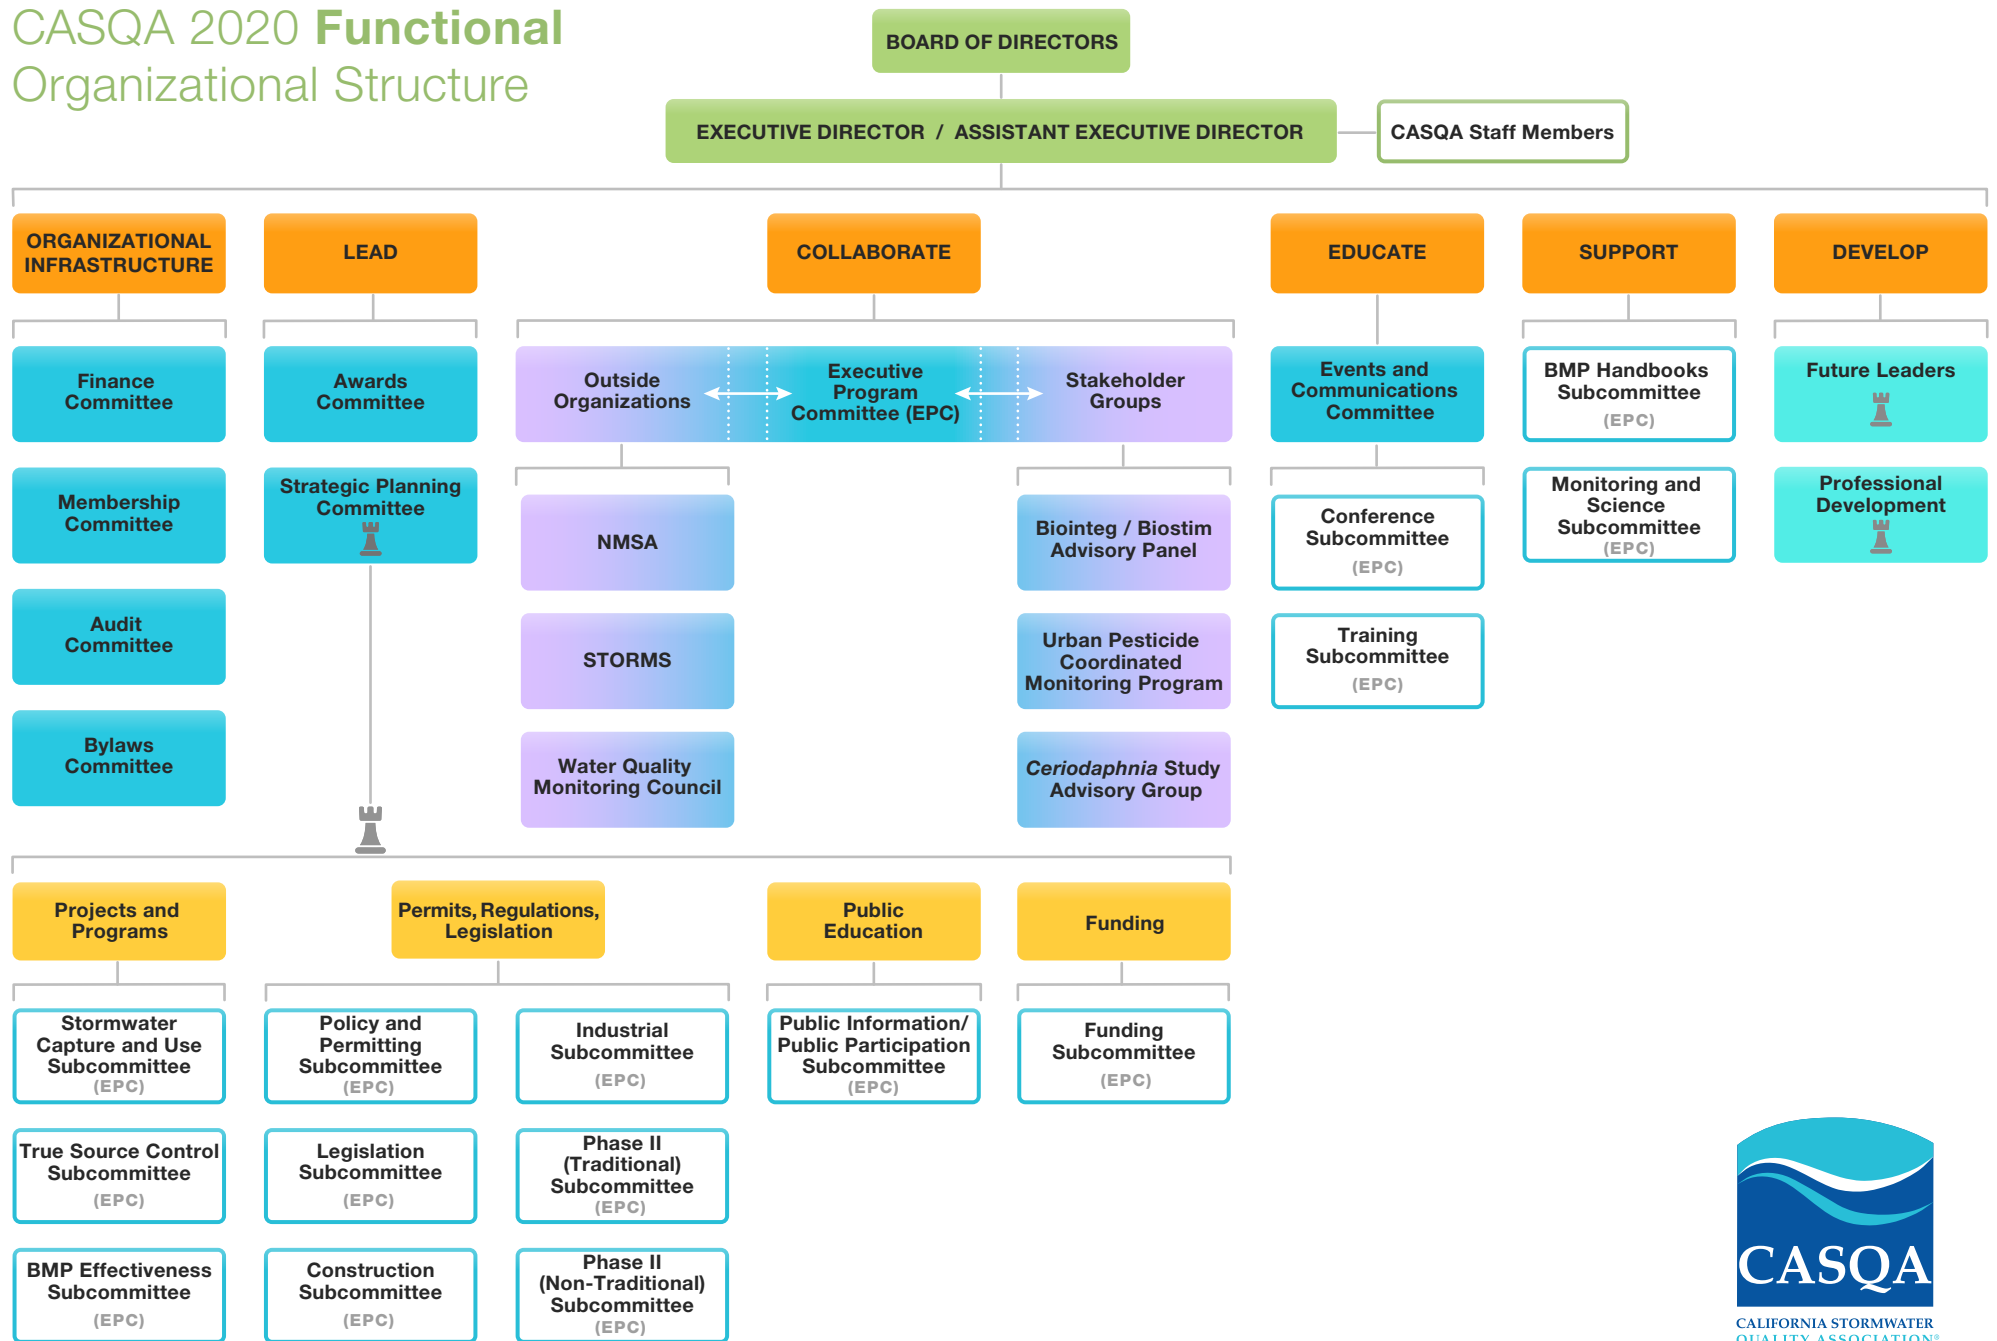 CASQA 2020 Functional
Organizational Structure
BOARD OF DIRECTORS
EXECUTIVE DIRECTOR / ASSISTANT EXECUTIVE DIRECTOR
CASQA Staff Members
ORGANIZATIONAL
INFRASTRUCTURE
LEAD
COLLABORATE
EDUCATE
SUPPORT
DEVELOP
Finance
Committee
Membership
Committee
Audit
Committee
Bylaws
Committee
Awards
Committee
Strategic Planning
Committee
Outside
Organizations
Executive
Program
Committee (EPC)
Stakeholder
Groups
NMSA
STORMS
Water Quality
Monitoring Council
Biointeg / Biostim
Advisory Panel
Urban Pesticide
Coordinated
Monitoring Program
Ceriodaphnia Study
Advisory Group
Events and
Communications
Committee
Conference
Subcommittee
(EPC)
Training
Subcommittee
(EPC)
BMP Handbooks
Subcommittee
(EPC)
Monitoring and
Science
Subcommittee
(EPC)
Future Leaders
Professional
Development
Projects and
Programs
Permits, Regulations,
Legislation
Public
Education
Funding
Stormwater
Capture and Use
Subcommittee
(EPC)
True Source Control
Subcommittee
(EPC)
BMP Effectiveness
Subcommittee
(EPC)
Policy and
Permitting
Subcommittee
(EPC)
Legislation
Subcommittee
(EPC)
Construction
Subcommittee
(EPC)
Industrial
Subcommittee
(EPC)
Phase II
(Traditional)
Subcommittee
(EPC)
Phase II
(Non-Traditional)
Subcommittee
(EPC)
Public Information/
Public Participation
Subcommittee
(EPC)
Funding
Subcommittee
(EPC)
CASQA
CALIFORNIA STORMWATER
QUALITY ASSOCIATION®